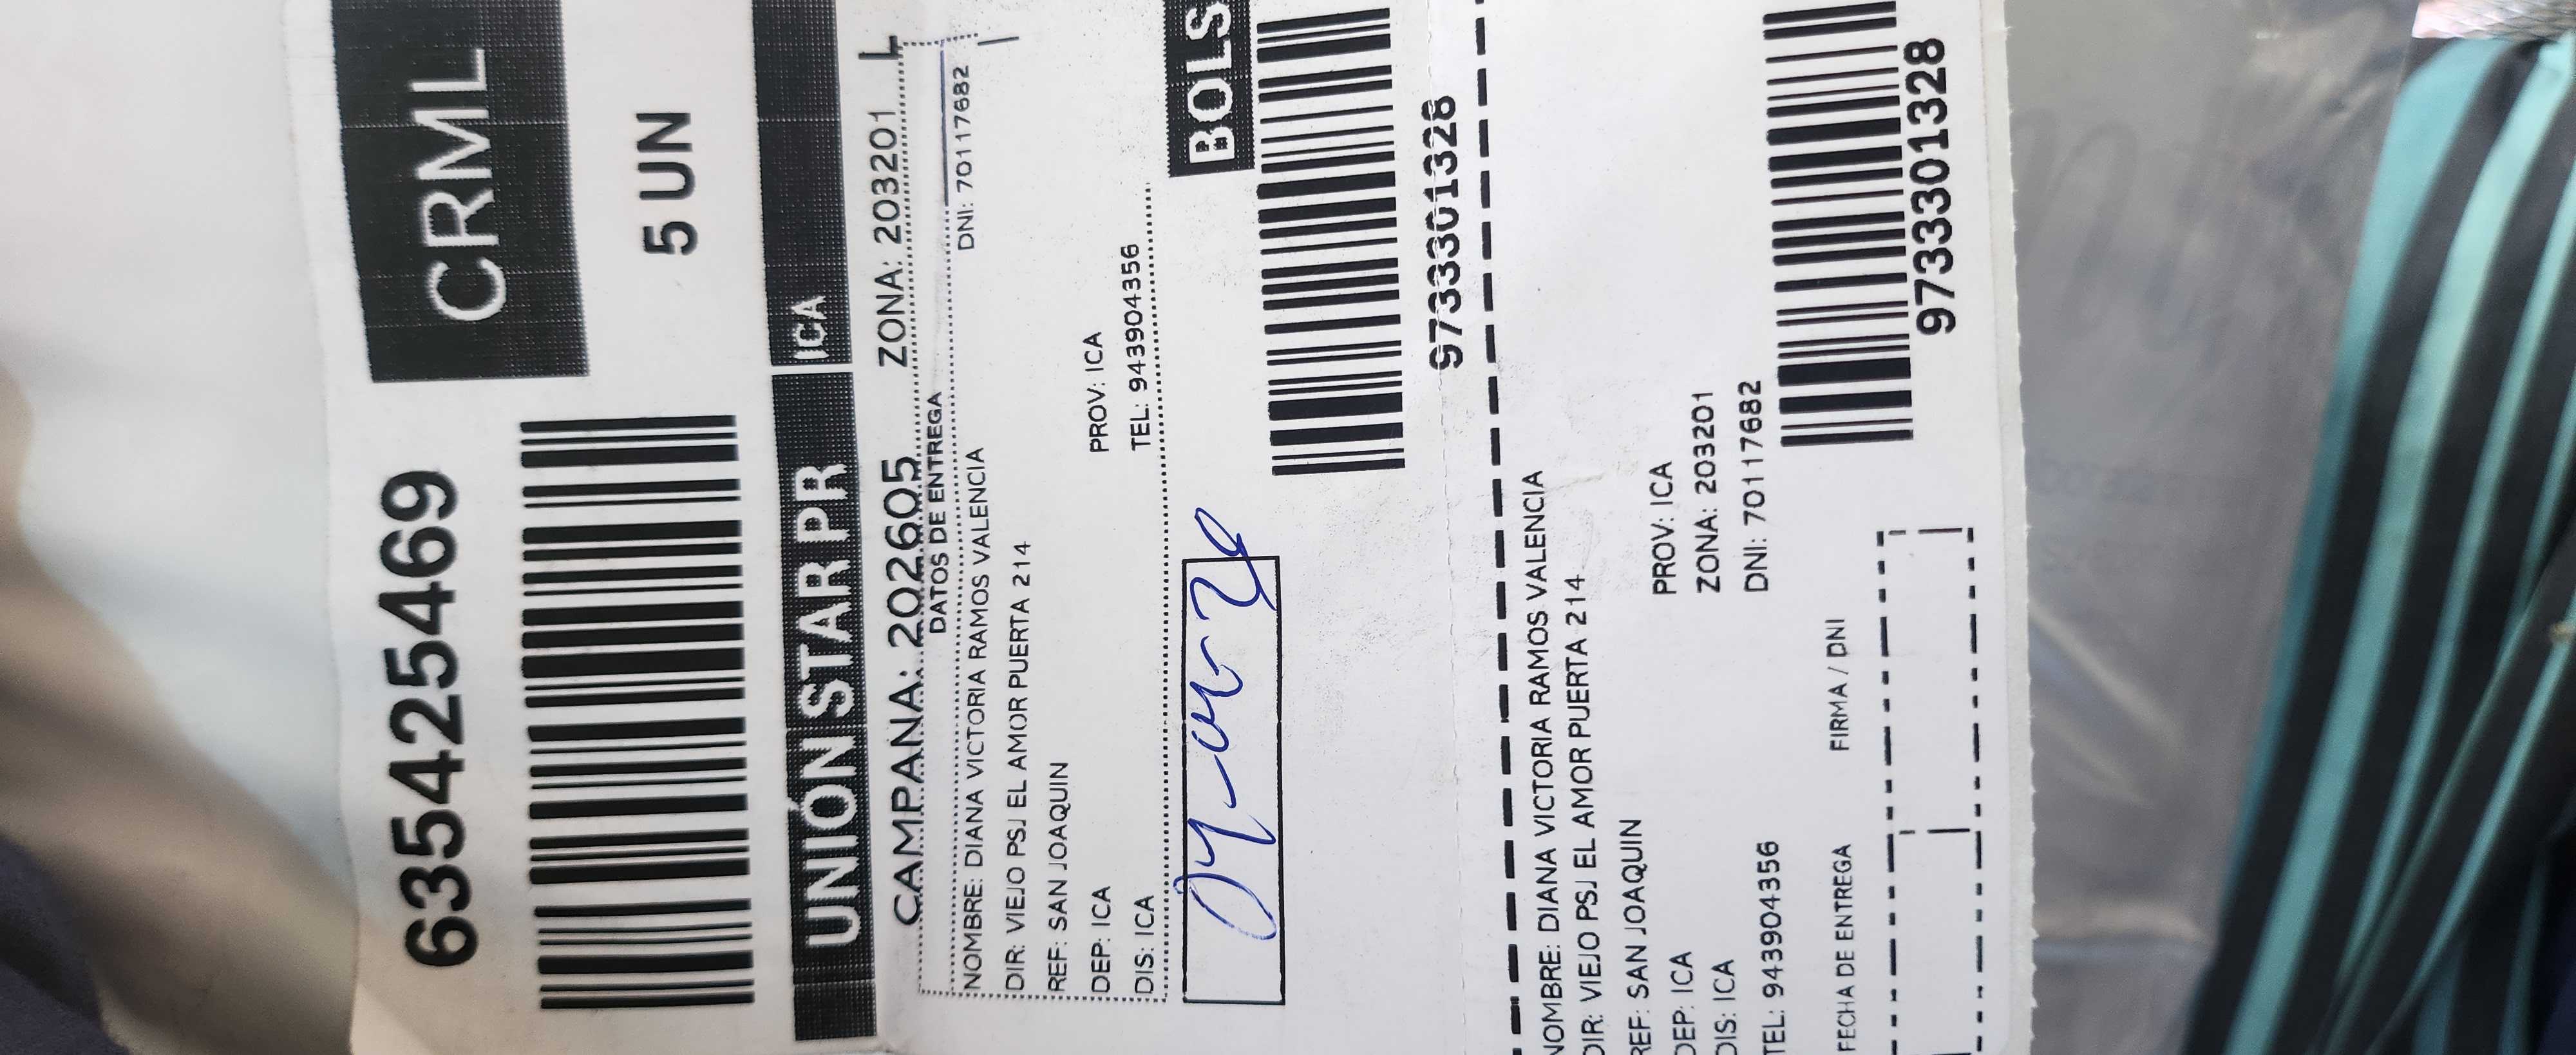 6354254469
CRML
5 UN
UNIÓN STAR PR ICA
CAMPAÑA: 202605 ZONA: 203201 L
DATOS DE ENTREGA
NOMBRE: DIANA VICTORIA RAMOS VALENCIA DNI: 70117682
DIR: VIEJO PSJ EL AMOR PUERTA 214
REF: SAN JOAQUIN
DEP: ICA PROV: ICA
DIS: ICA TEL: 943904356
BOLS
9733301328
NOMBRE: DIANA VICTORIA RAMOS VALENCIA
DIR: VIEJO PSJ EL AMOR PUERTA 214
REF: SAN JOAQUIN
DEP: ICA PROV: ICA
DIS: ICA ZONA: 203201
TEL: 943904356 DNI: 70117682
FECHA DE ENTREGA FIRMA / DNI
9733301328